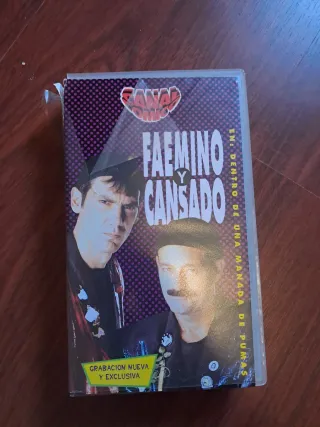 CANAL
FAEMINO
Y
CANSADO
EN: DENTRO DE UNA MANADA DE PUMAS
GRABACION NUEVA
Y EXCLUSIVA